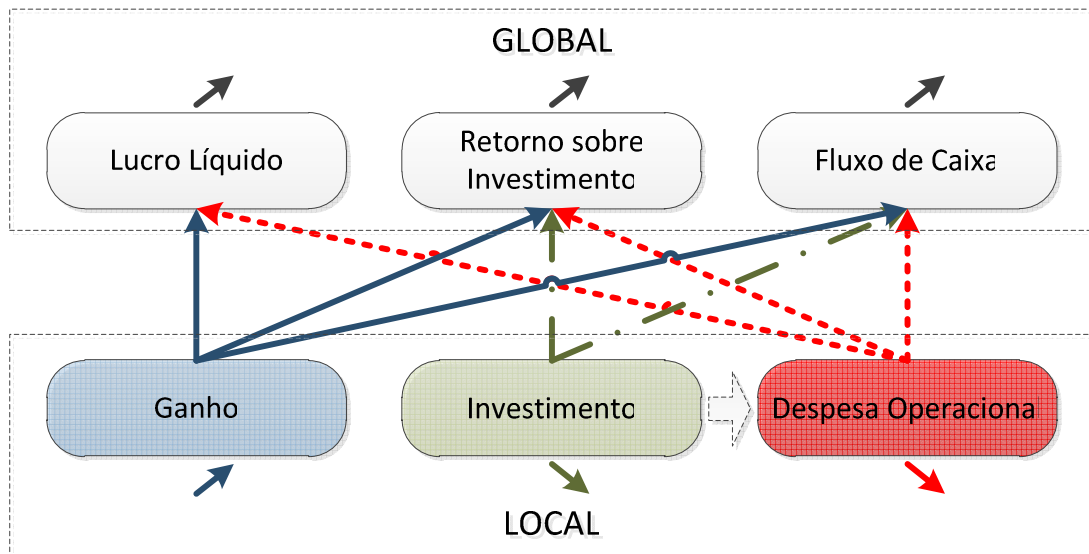 GLOBAL
Lucro Líquido
Retorno sobre
Investimento
Fluxo de Caixa
Ganho
Investimento
Despesa Operaciona
LOCAL